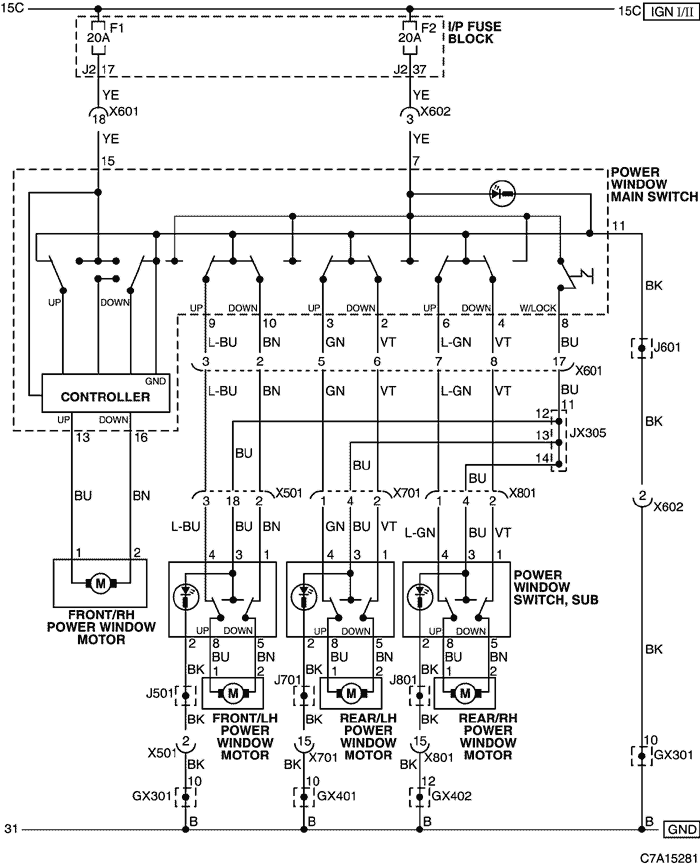 15C 15C IGN I/II
F1 F2 I/P FUSE
20A 20A BLOCK
J2 17 J2 37
YE YE
X601 X602
18 3
YE YE
15 7
POWER
WINDOW
MAIN SWITCH
11
UP DOWN UP DOWN UP DOWN UP DOWN W/LOCK
BK
9 10 3 2 6 4 8
GND
CONTROLLER
L-BU BN GN VT L-GN VT BU
J601
3 2 5 6 7 8 17
X601
L-BU BN GN VT L-GN VT BU
UP DOWN
11
12
13 16
BK
13 JX305
BU
BU 14
BU
BU BN
3 18 2 X501 1 4 2 X701 1 4 2 X801
2
X602
L-BU BU BN GN BU VT L-GN BU VT
1 2
4 3 1 4 3 1 4 3 1
M
POWER
WINDOW
SWITCH, SUB
FRONT/RH
POWER WINDOW
MOTOR
UP DOWN UP DOWN UP DOWN
2 8 5 2 8 5 2 8 5
BU BN BU BN BU BN
BK BK BK BK
1 2 1 2 1 2
J501 J701 J801
M M M
BK BK BK
FRONT/LH
POWER
WINDOW
MOTOR
REAR/LH
POWER
WINDOW
MOTOR
REAR/RH
POWER
WINDOW
MOTOR
2 15 15
X501 X701 X801
10
GX301
BK BK BK
10 10 12
GX301 GX401 GX402
B B B B
31 GND
C7A15281